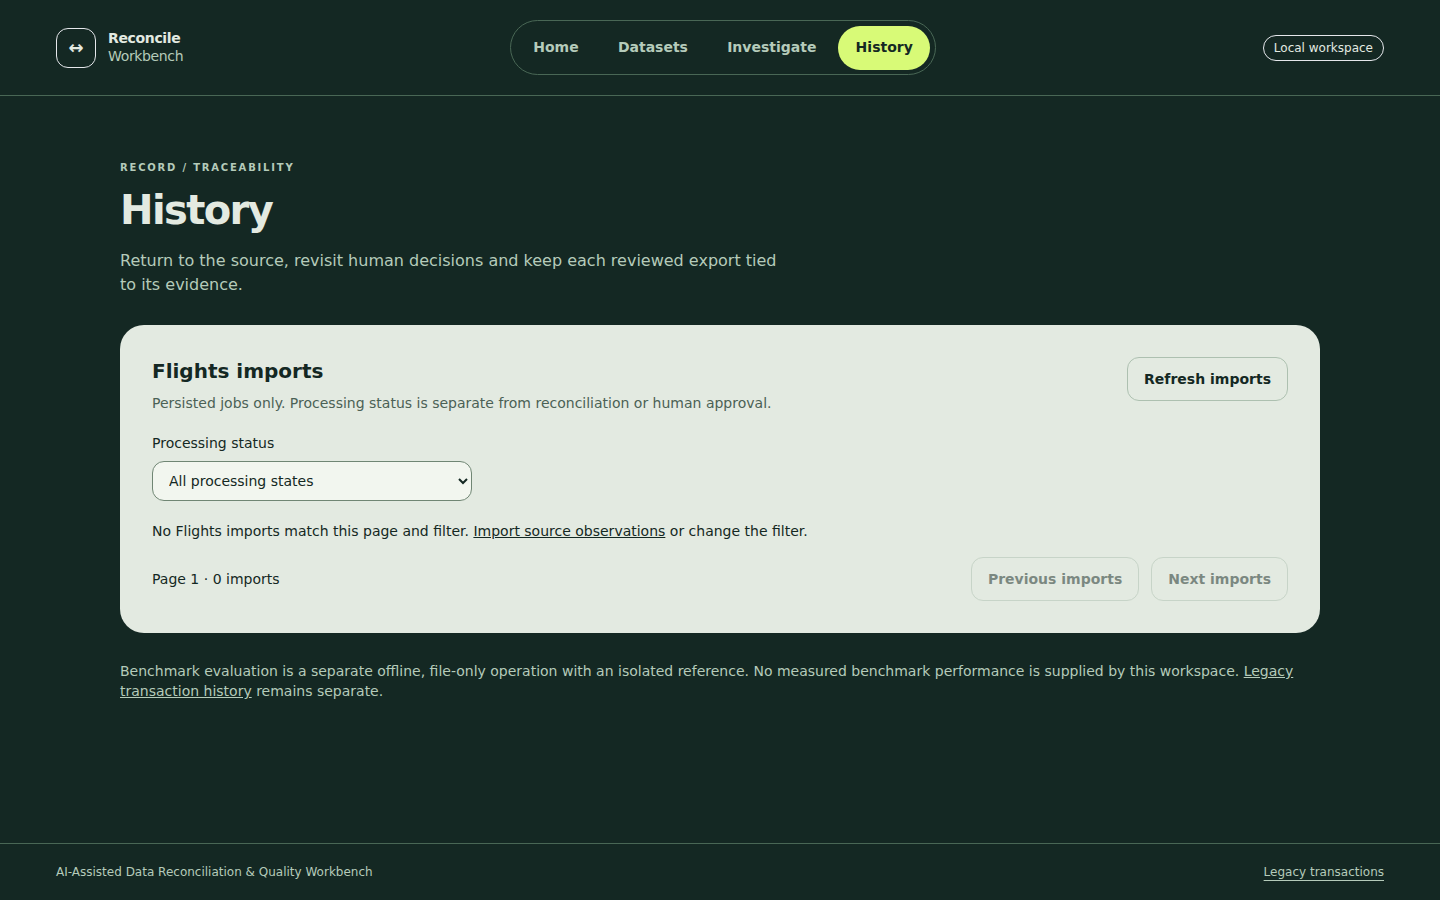 Reconcile
Workbench
Home
Datasets
Investigate
History
Local workspace
RECORD / TRACEABILITY
History
Return to the source, revisit human decisions and keep each reviewed export tied
to its evidence.
Flights imports
Refresh imports
Persisted jobs only. Processing status is separate from reconciliation or human approval.
Processing status
All processing states
No Flights imports match this page and filter. Import source observations or change the filter.
Page 1 · 0 imports
Previous imports
Next imports
Benchmark evaluation is a separate offline, file-only operation with an isolated reference. No measured benchmark performance is supplied by this workspace. Legacy
transaction history remains separate.
AI-Assisted Data Reconciliation & Quality Workbench
Legacy transactions